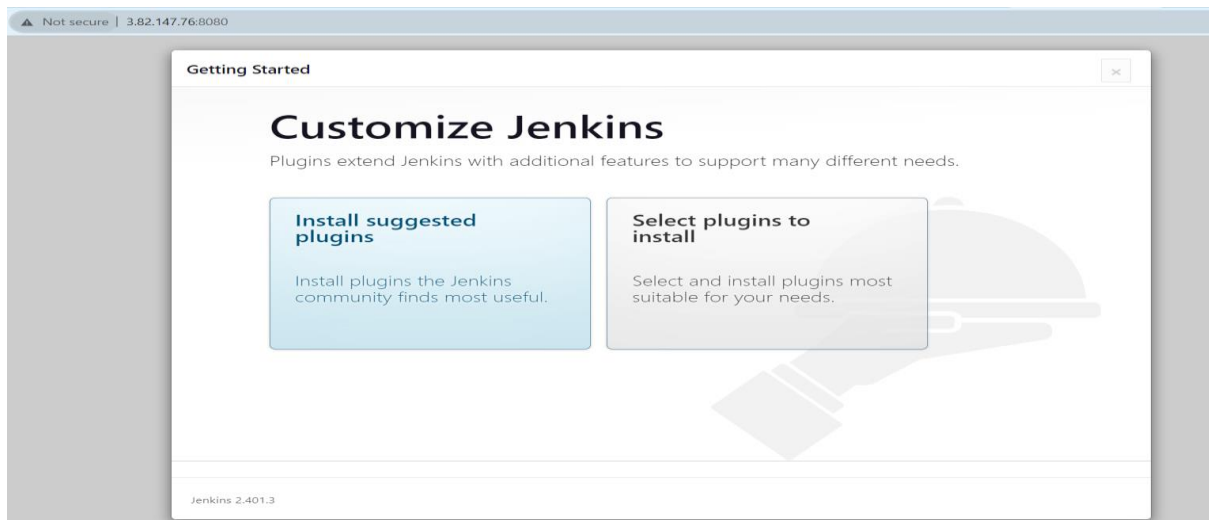 Not secure | 3.82.147.76:8080
Getting Started
Customize Jenkins
Plugins extend Jenkins with additional features to support many different needs.
Install suggested
plugins
Install plugins the Jenkins
community finds most useful.
Select plugins to
install
Select and install plugins most
suitable for your needs.
Jenkins 2.401.3